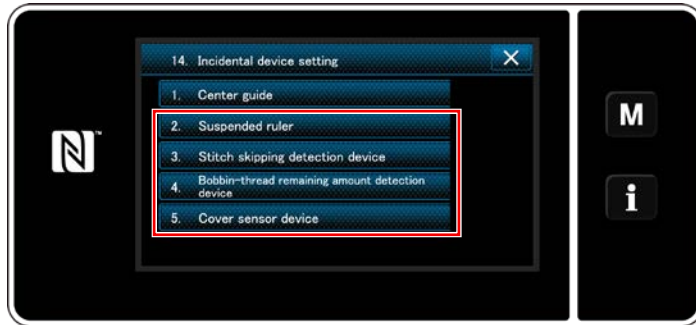 14. Incidental device setting
1. Center guide
2. Suspended ruler
3. Stitch skipping detection device
4. Bobbin-thread remaining amount detection
device
5. Cover sensor device
M
i